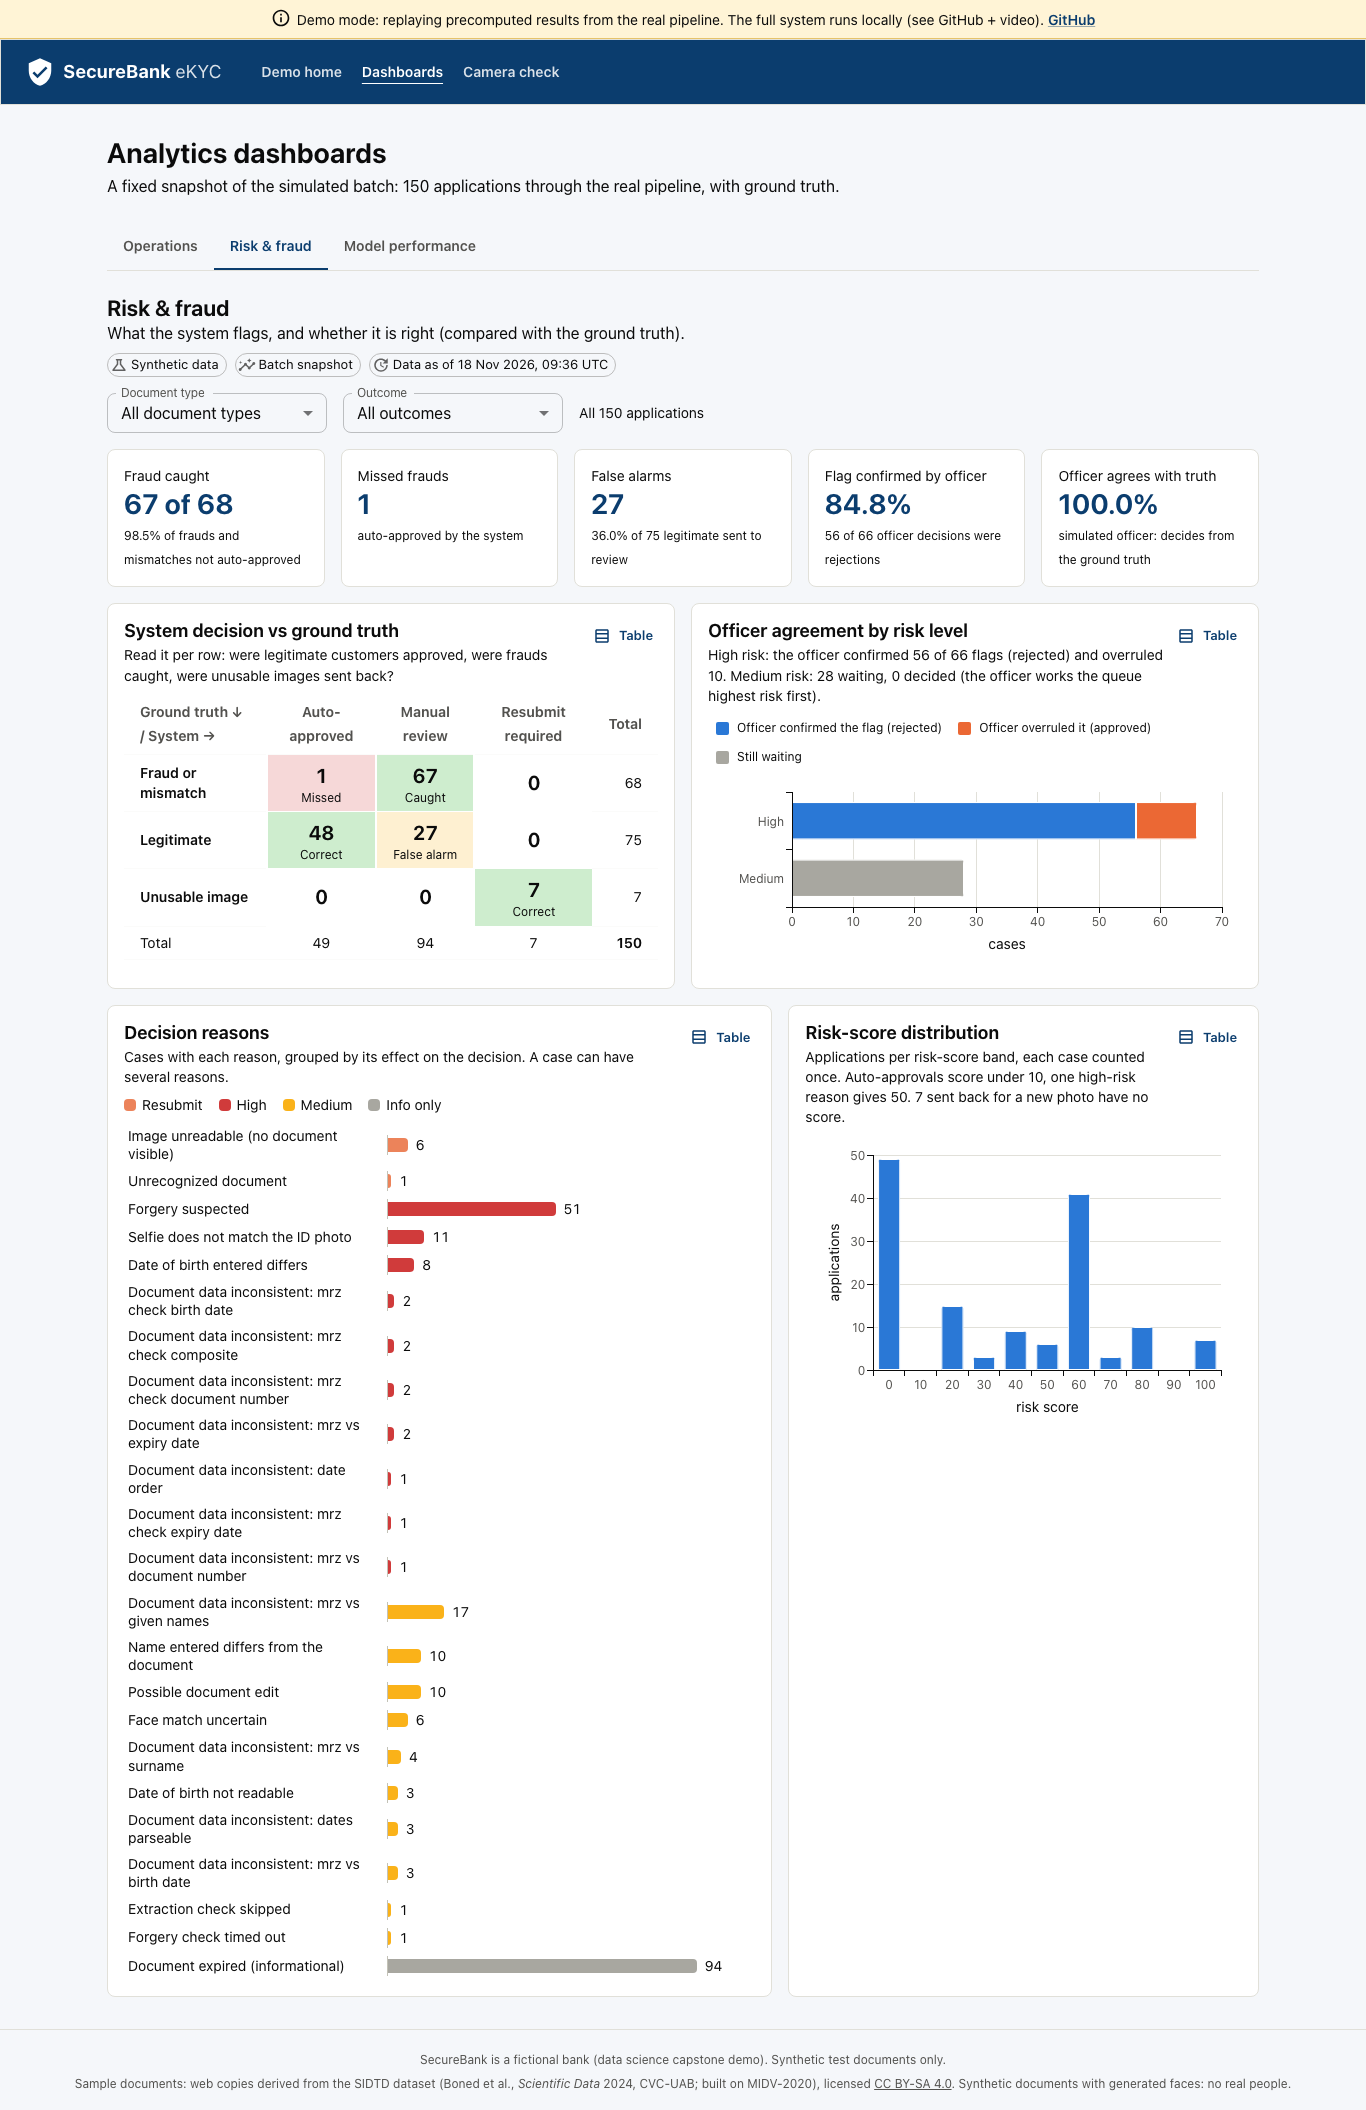 Demo mode: replaying precomputed results from the real pipeline. The full system runs locally (see GitHub + video). GitHub
SecureBank eKYC
Demo home
Dashboards
Camera check
Analytics dashboards
A fixed snapshot of the simulated batch: 150 applications through the real pipeline, with ground truth.
Operations
Risk & fraud
Model performance
Risk & fraud
What the system flags, and whether it is right (compared with the ground truth).
Synthetic data
Batch snapshot
Data as of 18 Nov 2026, 09:36 UTC
Document type
All document types
Outcome
All outcomes
All 150 applications
Fraud caught
67 of 68
98.5% of frauds and
mismatches not auto-approved
Missed frauds
1
auto-approved by the system
False alarms
27
36.0% of 75 legitimate sent to
review
Flag confirmed by officer
84.8%
56 of 66 officer decisions were
rejections
Officer agrees with truth
100.0%
simulated officer: decides from
the ground truth
System decision vs ground truth
Table
Read it per row: were legitimate customers approved, were frauds
caught, were unusable images sent back?
Ground truth ↓
/ System →
Auto-
approved
Manual
review
Resubmit
required
Total
Fraud or
mismatch
1
Missed
67
Caught
0
68
Legitimate
48
Correct
27
False alarm
0
75
Unusable image
0
0
7
Correct
7
Total
49
94
7
150
Officer agreement by risk level
Table
High risk: the officer confirmed 56 of 66 flags (rejected) and overruled
10. Medium risk: 28 waiting, 0 decided (the officer works the queue
highest risk first).
Officer confirmed the flag (rejected)
Officer overruled it (approved)
Still waiting
High
Medium
0
10
20
30
40
50
60
70
cases
Decision reasons
Table
Cases with each reason, grouped by its effect on the decision. A case can have
several reasons.
Resubmit
High
Medium
Info only
Image unreadable (no document
visible)
6
Unrecognized document
1
Forgery suspected
51
Selfie does not match the ID photo
11
Date of birth entered differs
8
Document data inconsistent: mrz
check birth date
2
Document data inconsistent: mrz
check composite
2
Document data inconsistent: mrz
check document number
2
Document data inconsistent: mrz vs
expiry date
2
Document data inconsistent: date
order
1
Document data inconsistent: mrz
check expiry date
1
Document data inconsistent: mrz vs
document number
1
Document data inconsistent: mrz vs
given names
17
Name entered differs from the
document
10
Possible document edit
10
Face match uncertain
6
Document data inconsistent: mrz vs
surname
4
Date of birth not readable
3
Document data inconsistent: dates
parseable
3
Document data inconsistent: mrz vs
birth date
3
Extraction check skipped
1
Forgery check timed out
1
Document expired (informational)
94
Risk-score distribution
Table
Applications per risk-score band, each case counted
once. Auto-approvals score under 10, one high-risk
reason gives 50. 7 sent back for a new photo have no
score.
applications
50
40
30
20
10
0
0
10
20
30
40
50
60
70
80
90
100
risk score
SecureBank is a fictional bank (data science capstone demo). Synthetic test documents only.
Sample documents: web copies derived from the SIDTD dataset (Boned et al., Scientific Data 2024, CVC-UAB; built on MIDV-2020), licensed CC BY-SA 4.0. Synthetic documents with generated faces: no real people.